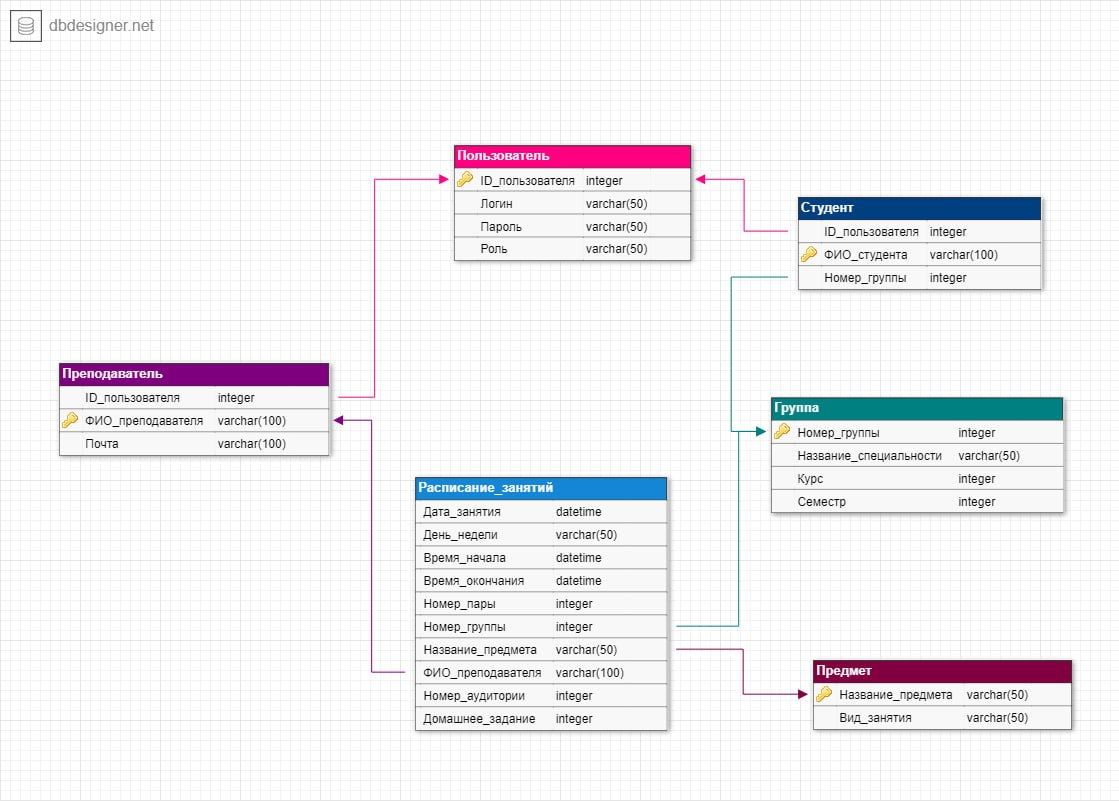 dbdesigner.net
Пользователь
ID_пользователя integer
Логин varchar(50)
Пароль varchar(50)
Роль varchar(50)
Студент
ID_пользователя integer
ФИО_студента varchar(100)
Номер_группы integer
Преподаватель
ID_пользователя integer
ФИО_преподавателя varchar(100)
Почта varchar(100)
Группа
Номер_группы integer
Название_специальности varchar(50)
Курс integer
Семестр integer
Расписание_занятий
Дата_занятия datetime
День_недели varchar(50)
Время_начала datetime
Время_окончания datetime
Номер_пары integer
Номер_группы integer
Название_предмета varchar(50)
ФИО_преподавателя varchar(100)
Номер_аудитории integer
Домашнее_задание integer
Предмет
Название_предмета varchar(50)
Вид_занятия varchar(50)